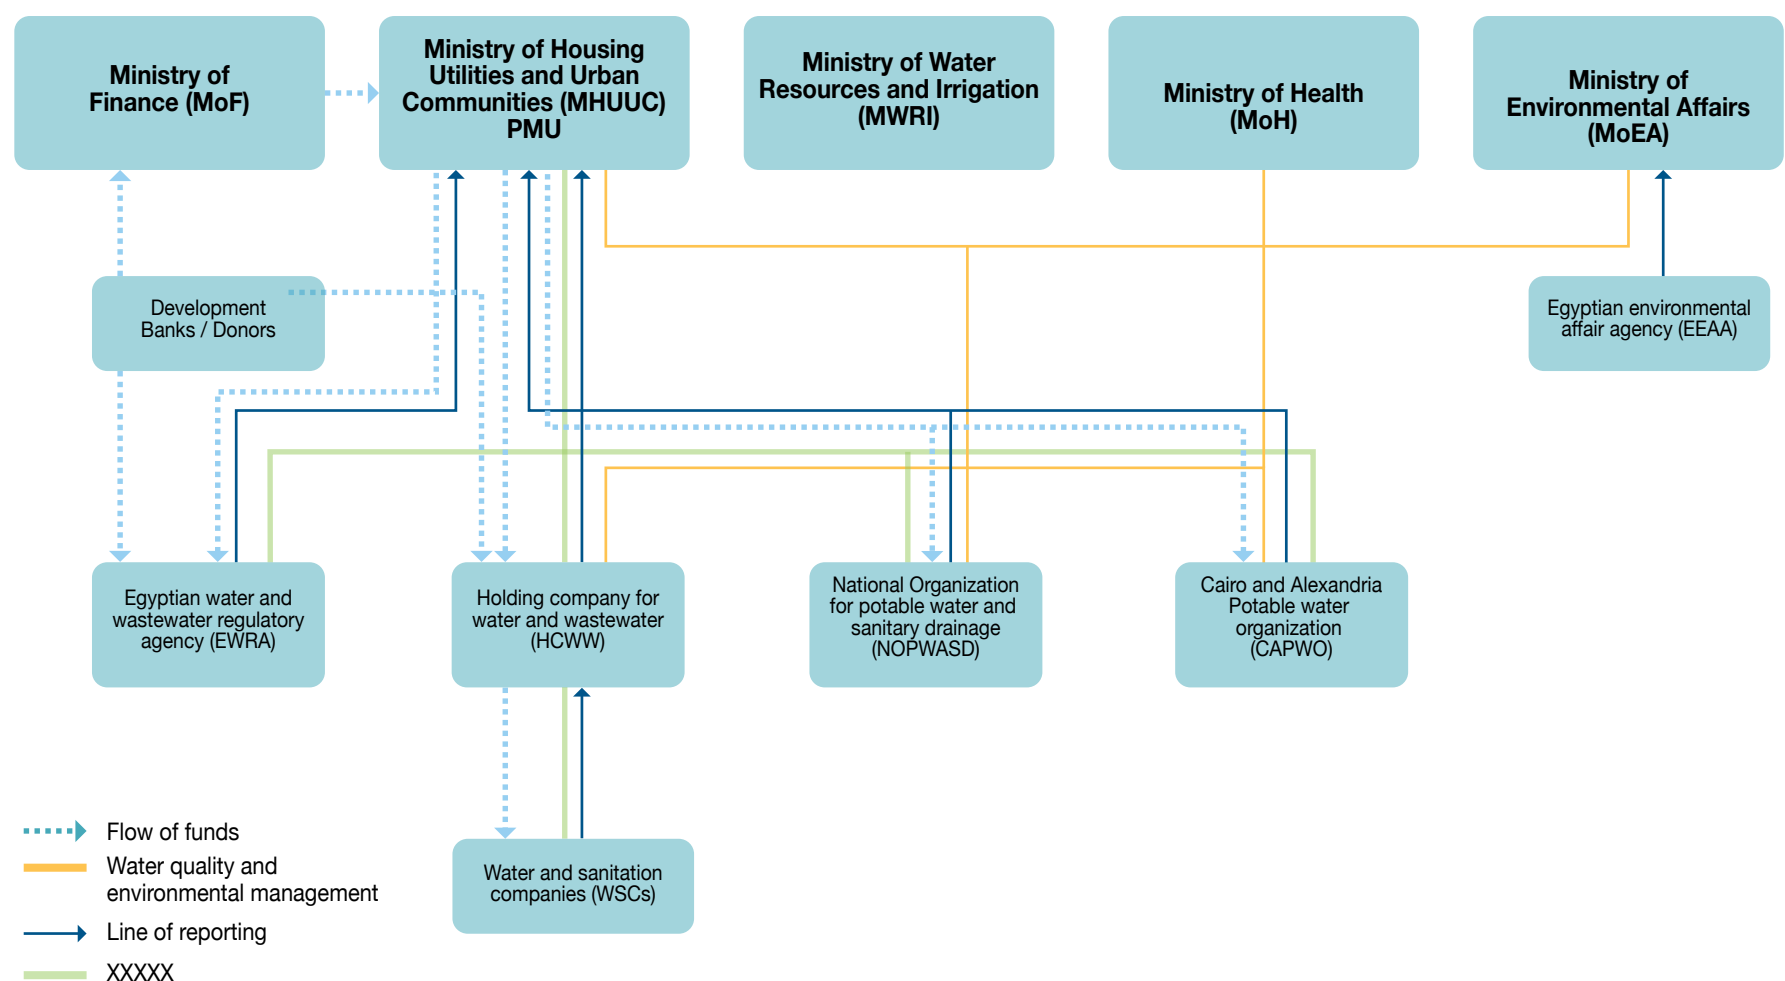 Ministry of
Finance (MoF)
Ministry of Housing
Utilities and Urban
Communities (MHUUC)
PMU
Ministry of Water
Resources and Irrigation
(MWRI)
Ministry of Health
(MoH)
Ministry of
Environmental Affairs
(MoEA)
Development
Banks / Donors
Egyptian environmental
affair agency (EEAA)
Egyptian water and
wastewater regulatory
agency (EWRA)
Holding company for
water and wastewater
(HCWW)
National Organization
for potable water and
sanitary drainage
(NOPWASD)
Cairo and Alexandria
Potable water
organization
(CAPWO)
Water and sanitation
companies (WSCs)
Flow of funds
Water quality and
environmental management
Line of reporting
XXXXX